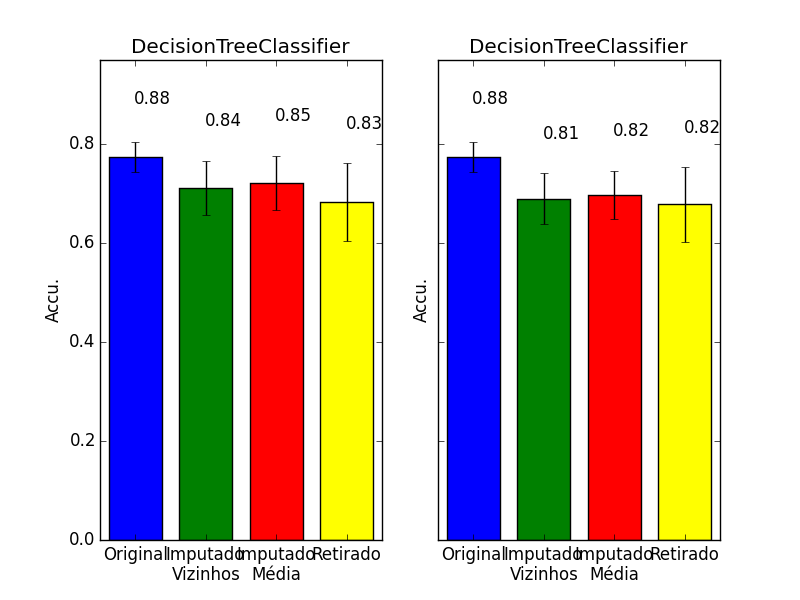 DecisionTreeClassifier
0.88
0.84
0.85
0.83
0.8
0.6
0.4
0.2
0.0
Accu.
Original
Imputado
Vizinhos
Imputado
Média
Retirado
DecisionTreeClassifier
0.88
0.81
0.82
0.82
Accu.
Original
Imputado
Vizinhos
Imputado
Média
Retirado